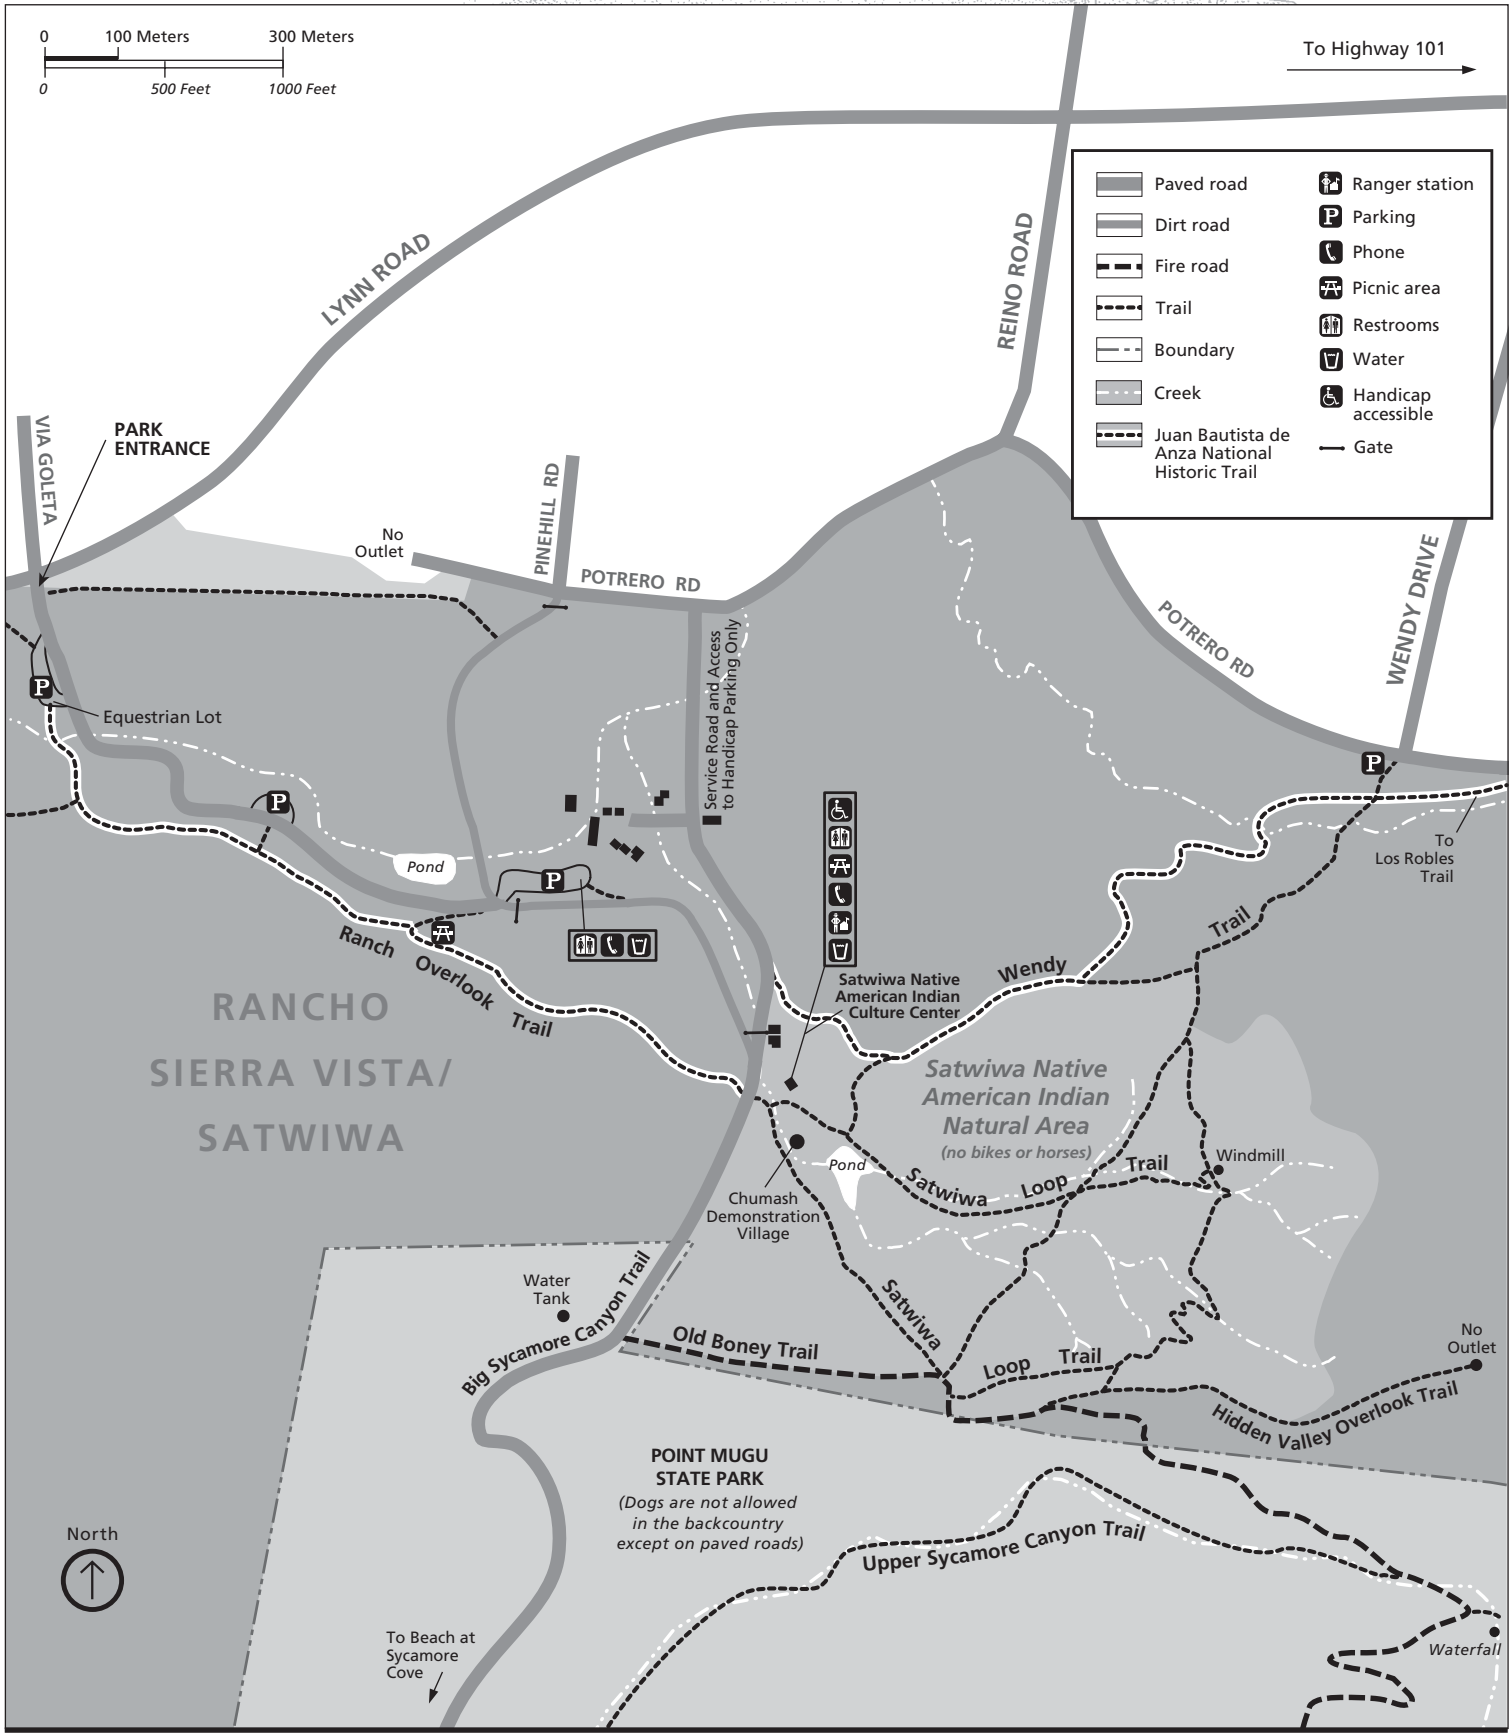 0
100 Meters
300 Meters
0
500 Feet
1000 Feet
To Highway 101
Paved road
Dirt road
Fire road
Trail
Boundary
Creek
Juan Bautista de
Anza National
Historic Trail
Ranger station
P
Parking
Phone
Picnic area
Restrooms
Water
Handicap
accessible
Gate
LYNN ROAD
REINO ROAD
VIA GOLETA
PARK
ENTRANCE
No
Outlet
PINEHILL RD
POTRERO RD
POTRERO RD
WENDY DRIVE
Service Road and Access
to Handicap Parking Only
P
Equestrian Lot
P
P
P
Pond
To
Los Robles
Trail
Ranch Overlook Trail
Wendy Trail
Satwiwa Native
American Indian
Culture Center
RANCHO
SIERRA VISTA/
SATWIWA
Satwiwa Native
American Indian
Natural Area
(no bikes or horses)
Pond
Satwiwa Loop Trail
Windmill
Chumash
Demonstration
Village
Water
Tank
Big Sycamore Canyon Trail
Satwiwa Loop Trail
Old Boney Trail
No
Outlet
Hidden Valley Overlook Trail
POINT MUGU
STATE PARK
(Dogs are not allowed
in the backcountry
except on paved roads)
Upper Sycamore Canyon Trail
North
To Beach at
Sycamore
Cove
Waterfall